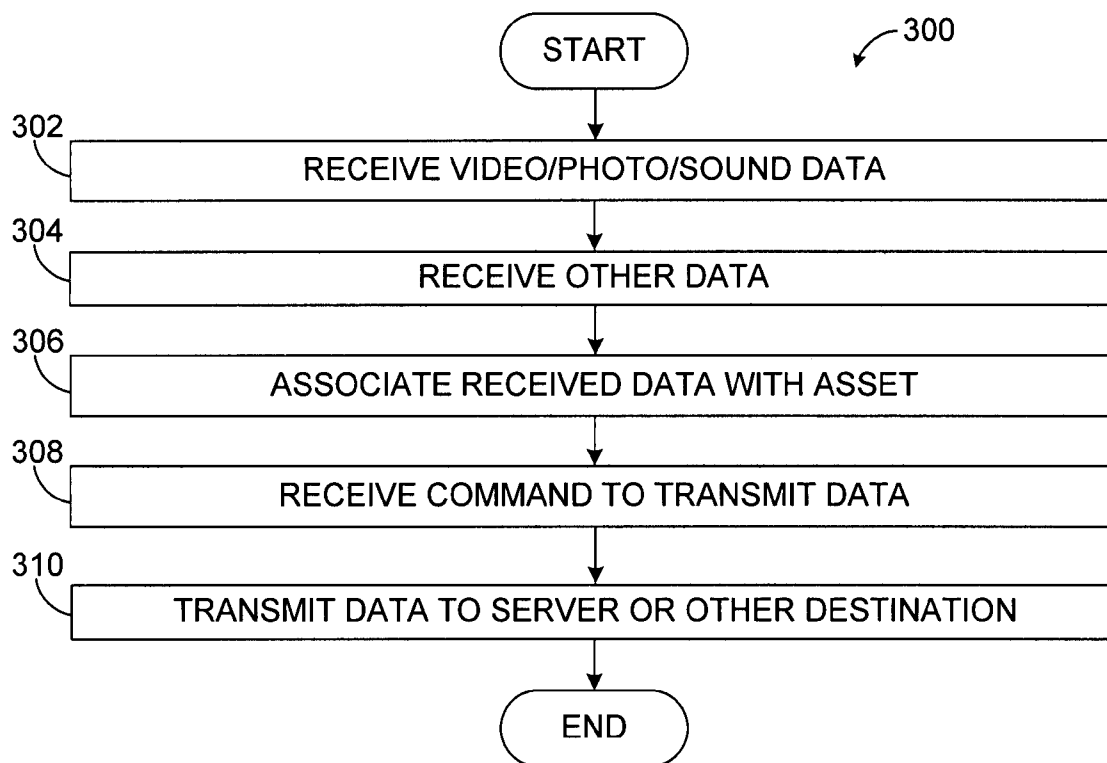 START
300
302
RECEIVE VIDEO/PHOTO/SOUND DATA
304
RECEIVE OTHER DATA
306
ASSOCIATE RECEIVED DATA WITH ASSET
308
RECEIVE COMMAND TO TRANSMIT DATA
310
TRANSMIT DATA TO SERVER OR OTHER DESTINATION
END